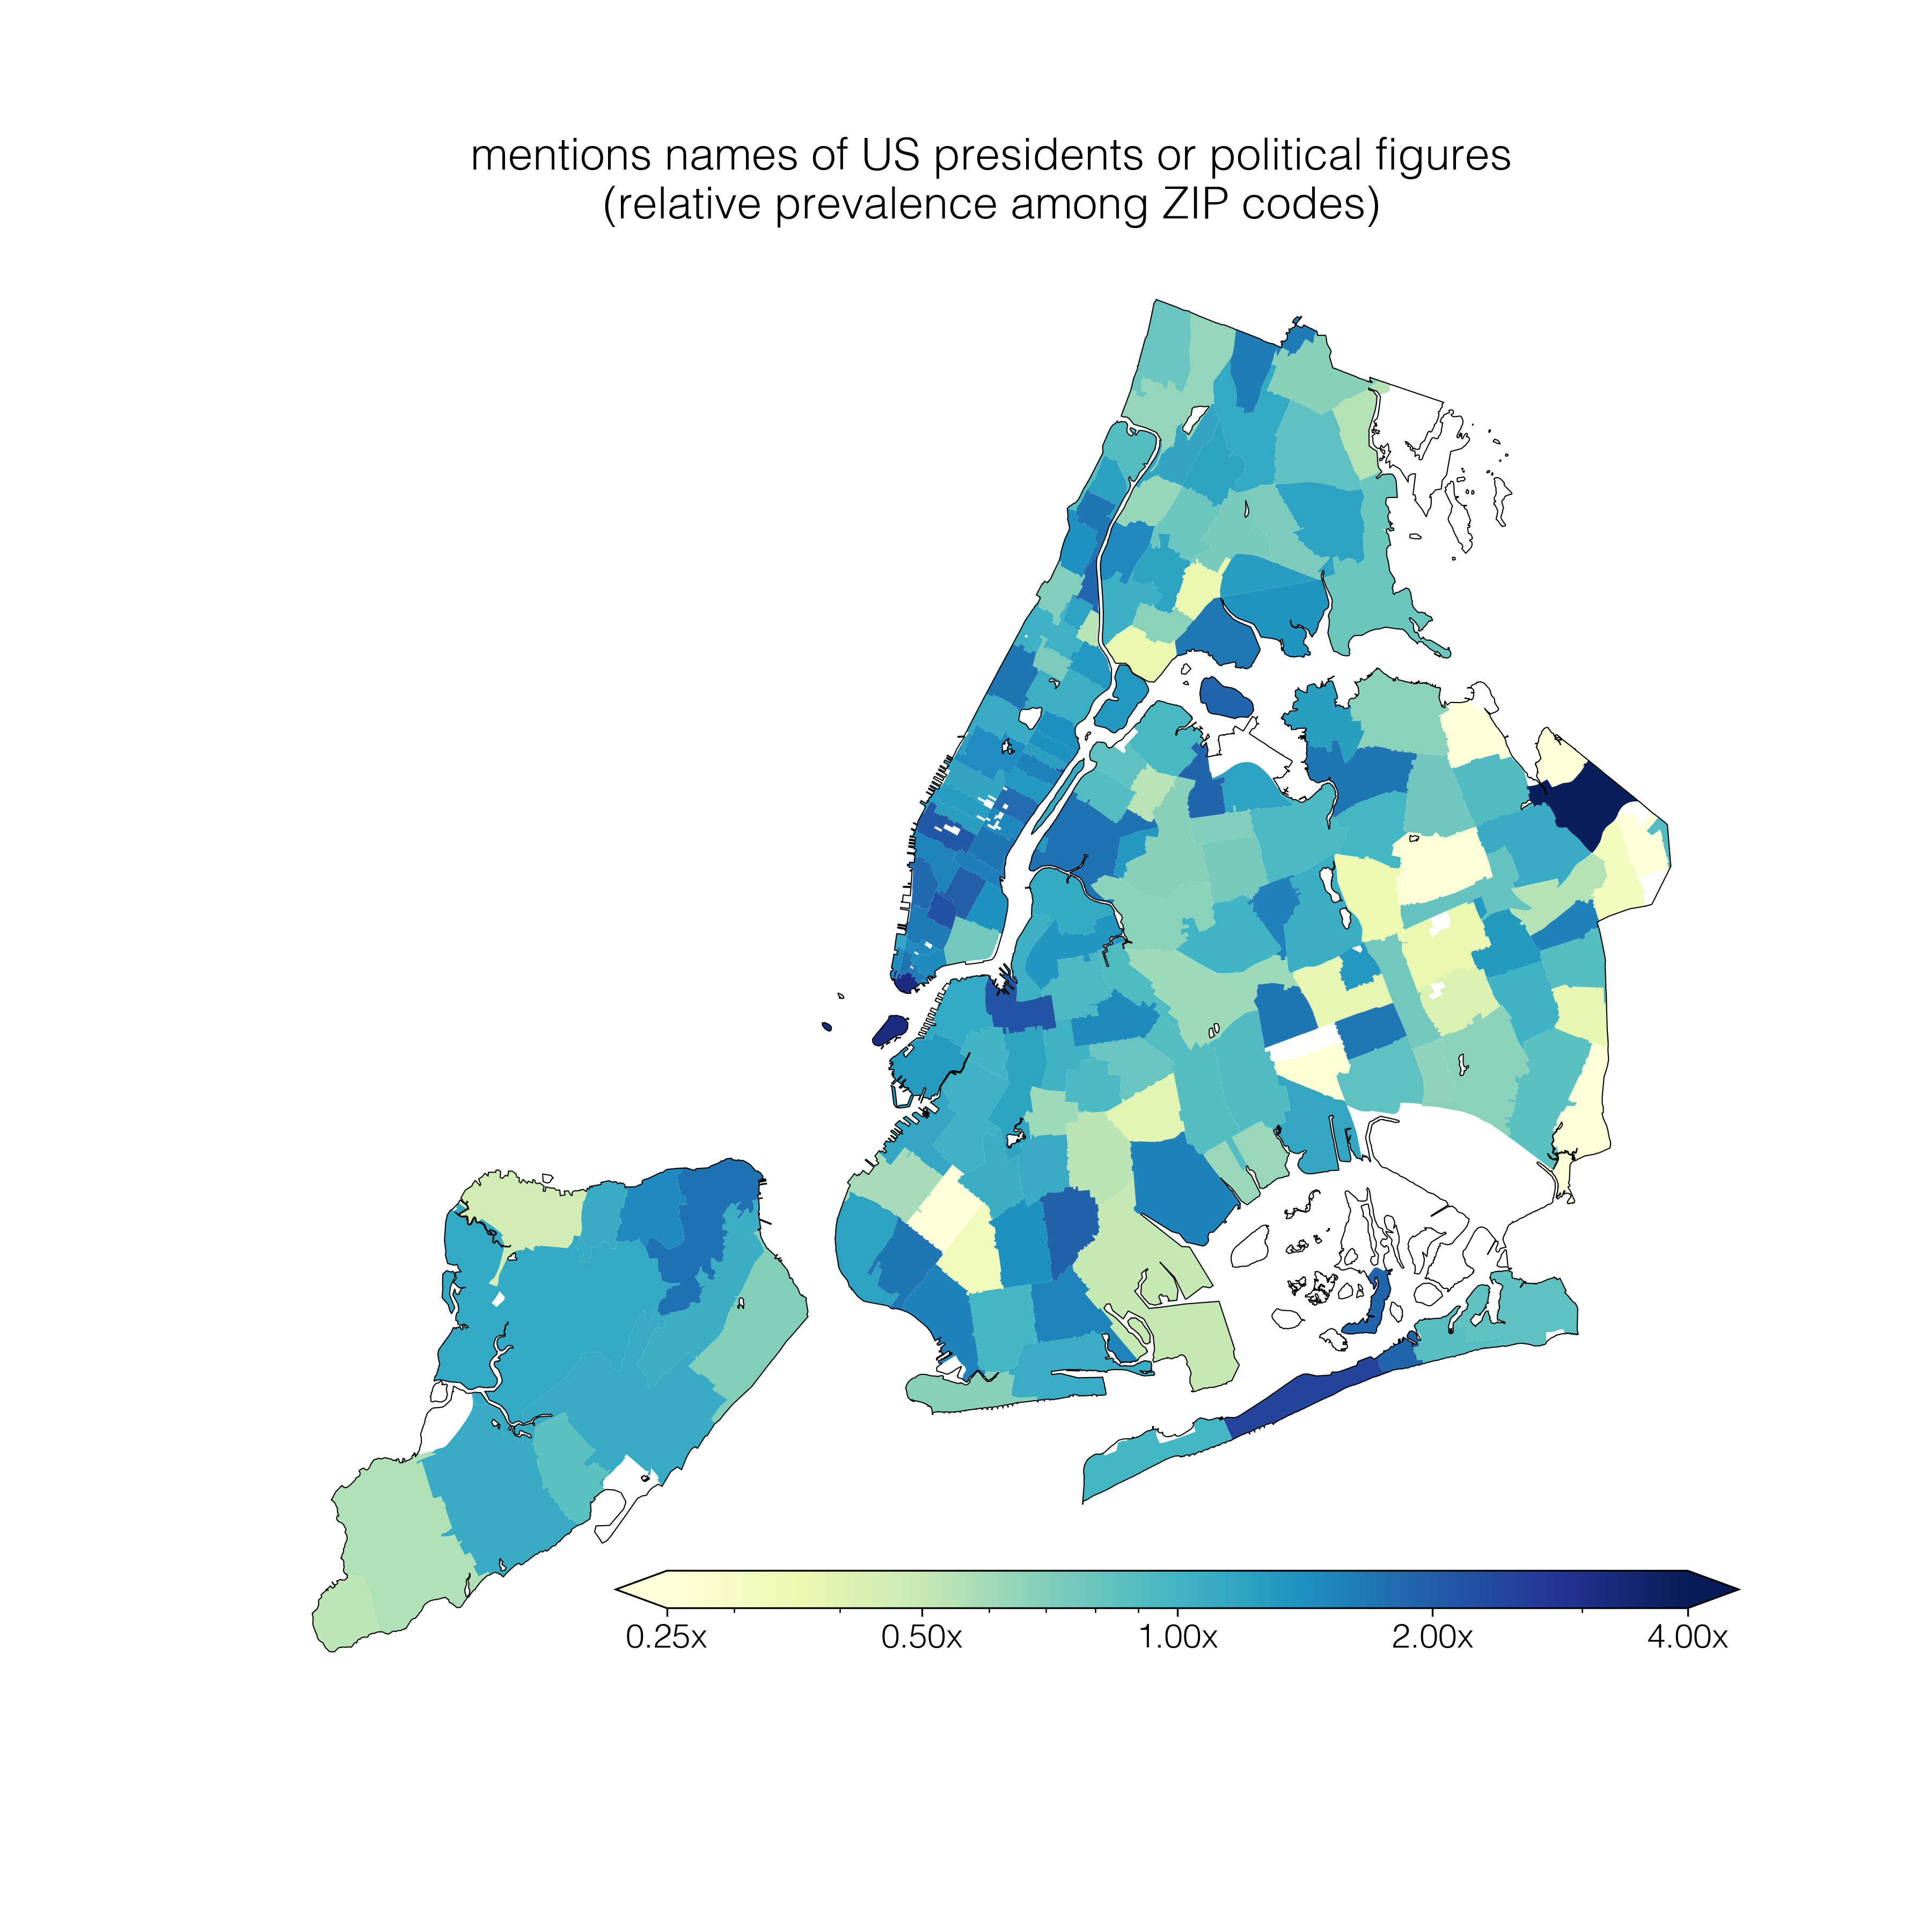 mentions names of US presidents or political figures
(relative prevalence among ZIP codes)
0.25x 0.50x 1.00x 2.00x 4.00x